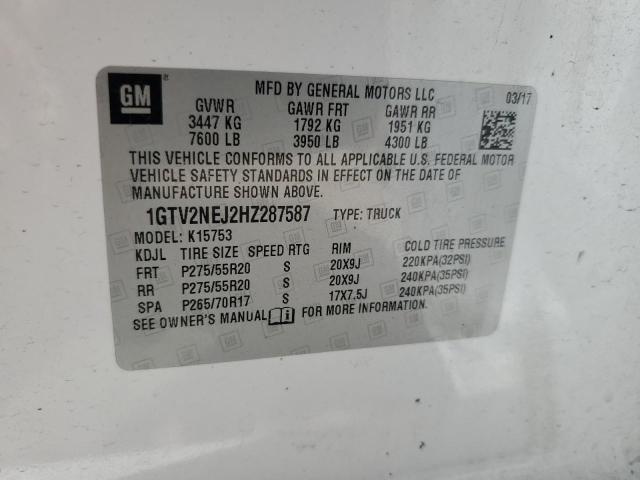 GM
MFD BY GENERAL MOTORS LLC 03/17
GVWR GAWR FRT GAWR RR
3447 KG 1792 KG 1951 KG
7600 LB 3950 LB 4300 LB
THIS VEHICLE CONFORMS TO ALL APPLICABLE U.S. FEDERAL MOTOR
VEHICLE SAFETY STANDARDS IN EFFECT ON THE DATE OF
MANUFACTURE SHOWN ABOVE.
1GTV2NEJ2HZ287587 TYPE: TRUCK
MODEL: K15753
KDJL TIRE SIZE SPEED RTG RIM COLD TIRE PRESSURE
FRT P275/55R20 S 20X9J 220KPA(32PSI)
RR P275/55R20 S 20X9J 240KPA(35PSI)
SPA P265/70R17 S 17X7.5J 240KPA(35PSI)
SEE OWNER'S MANUAL FOR MORE INFORMATION.